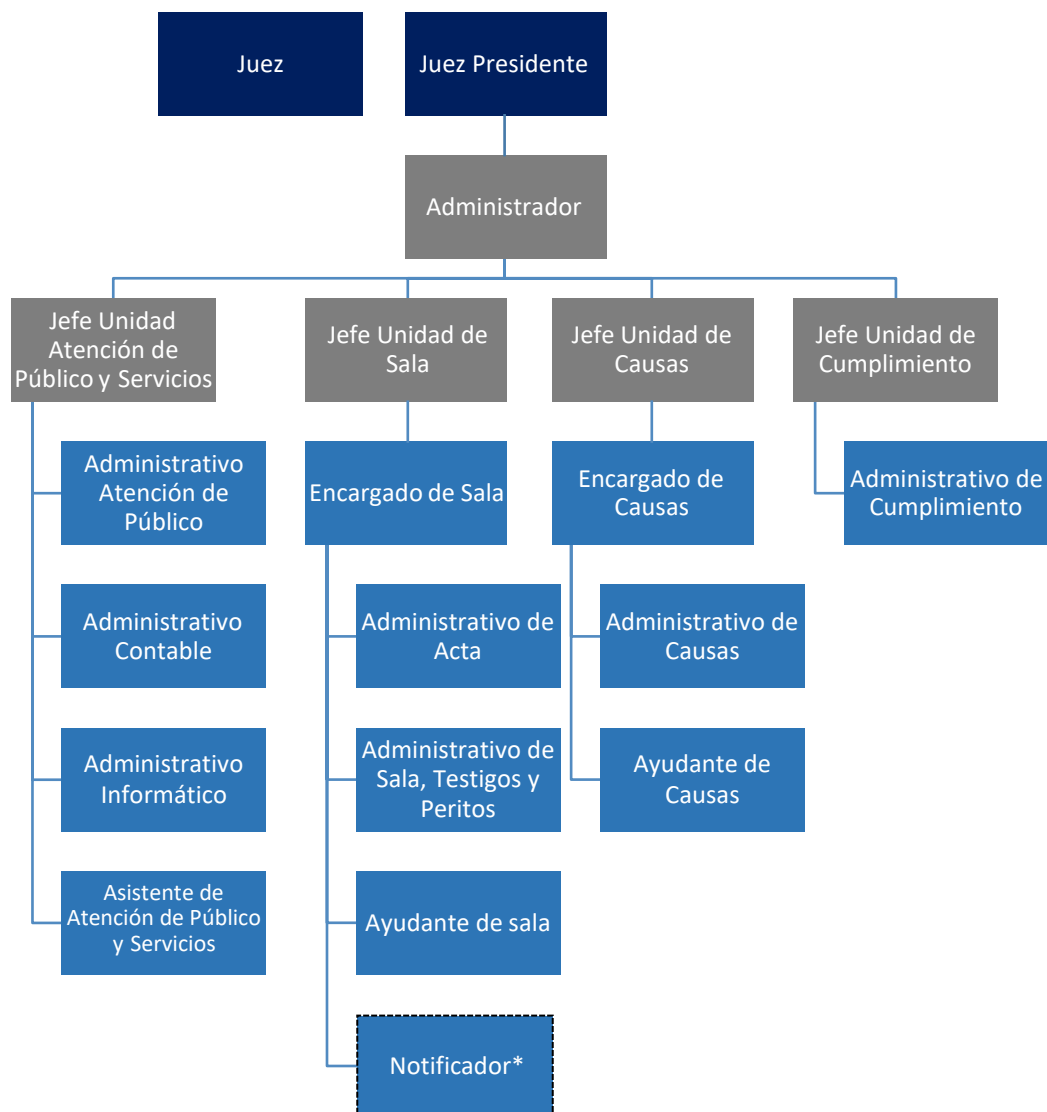 Juez
Juez Presidente
Administrador
Jefe Unidad
Atención de
Público y Servicios
Jefe Unidad de
Sala
Jefe Unidad de
Causas
Jefe Unidad de
Cumplimiento
Administrativo
Atención de
Público
Encargado de Sala
Encargado de
Causas
Administrativo de
Cumplimiento
Administrativo
Contable
Administrativo de
Acta
Administrativo de
Causas
Administrativo
Informático
Administrativo de
Sala, Testigos y
Peritos
Ayudante de
Causas
Asistente de
Atención de Público
y Servicios
Ayudante de sala
Notificador*